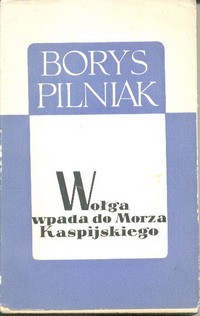 BORYS
PILNIAK
Wołga
wpada do Morza
Kaspijskiego